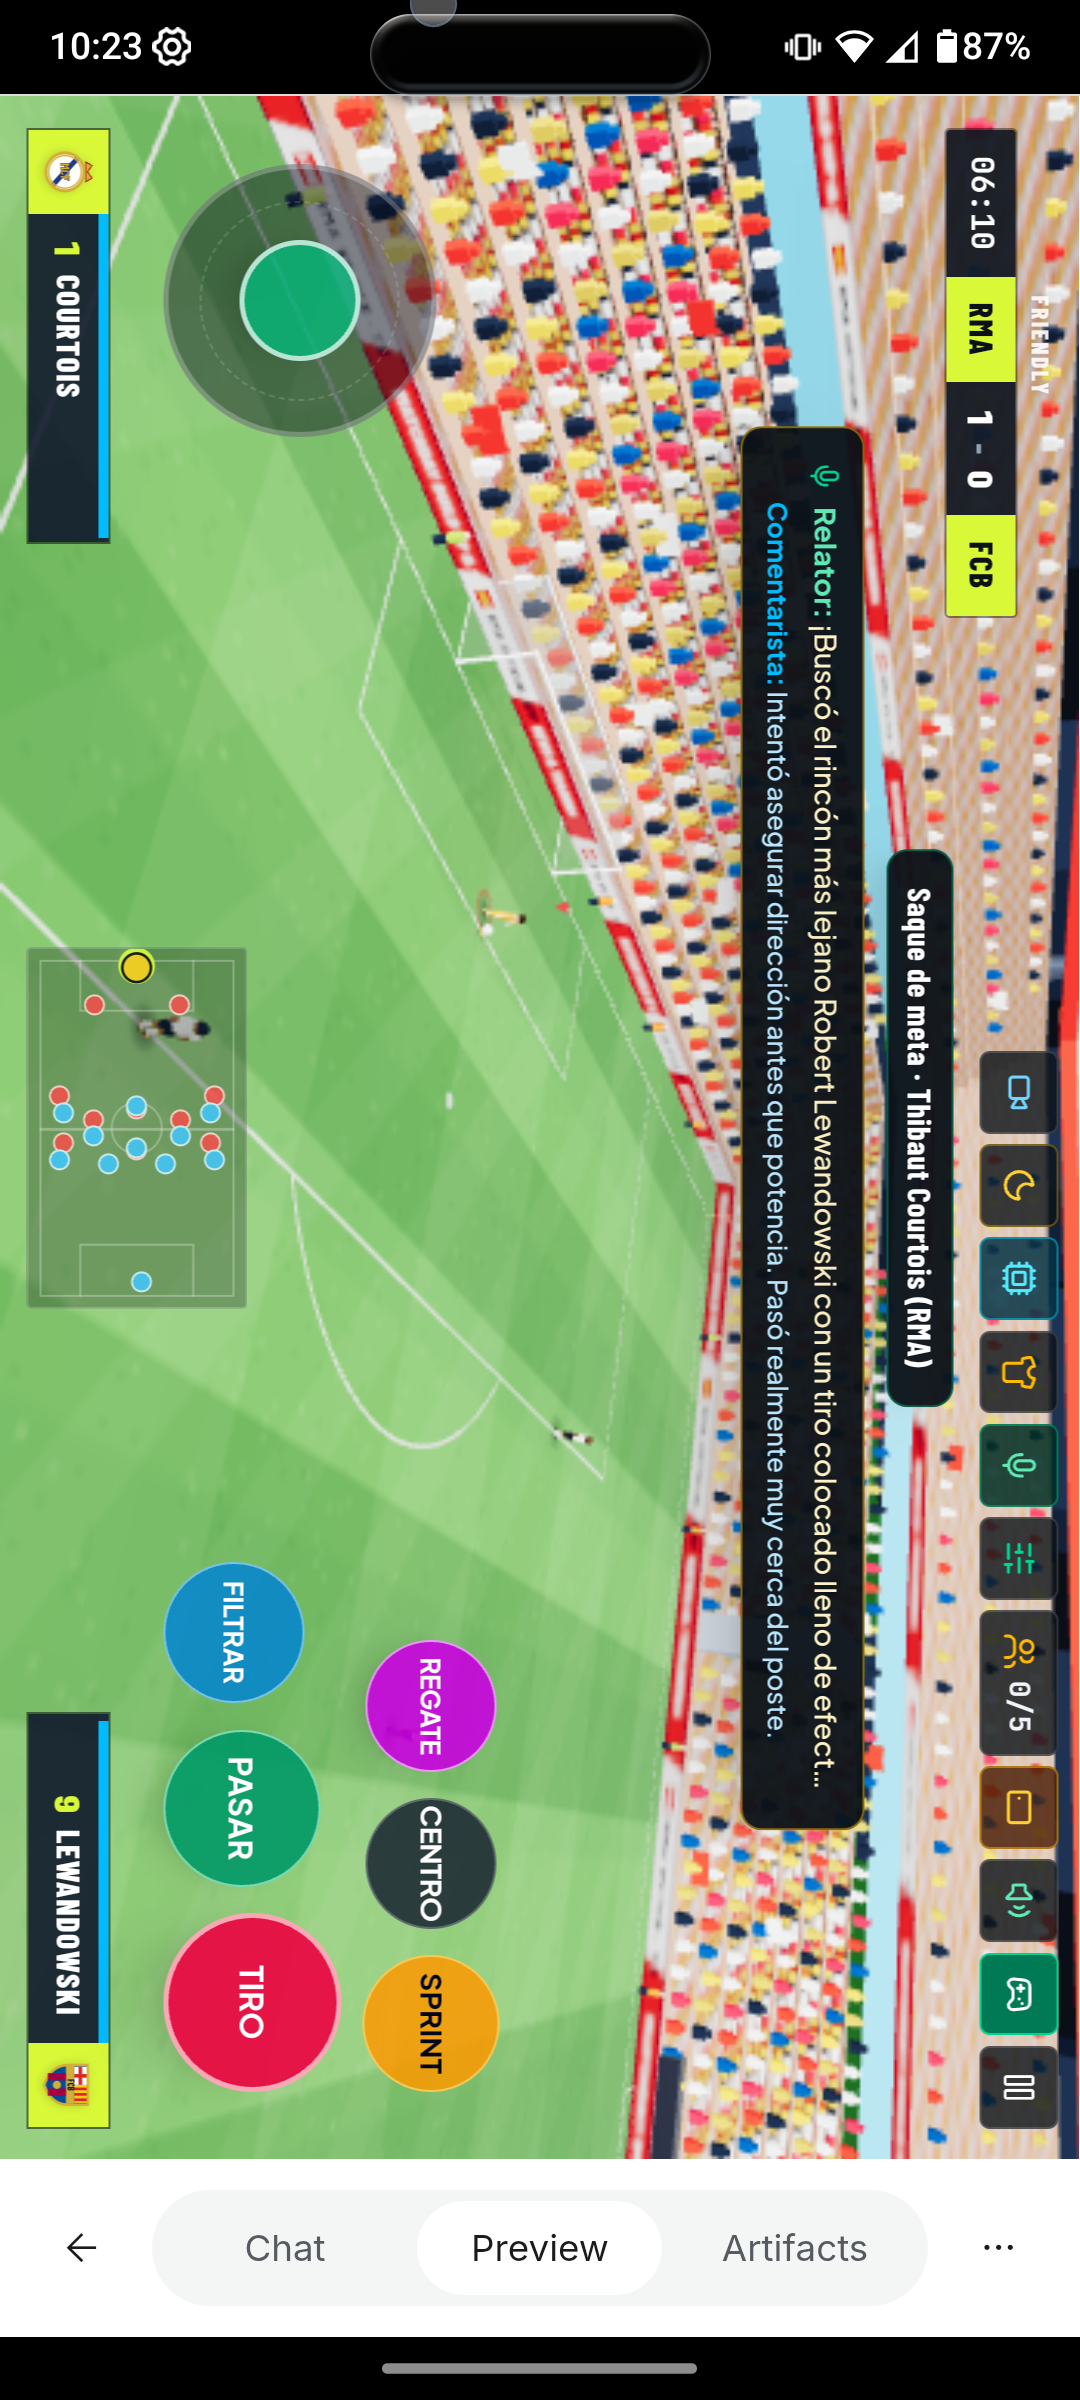 10:23
87%
06:10 RMA 1 - 0 FCB
FRIENDLY
0/5
Saque de meta · Thibaut Courtois (RMA)
Relator: ¡Buscó el rincón más lejano Robert Lewandowski con un tiro colocado lleno de efect...
Comentarista: Intentó asegurar dirección antes que potencia. Pasó realmente muy cerca del poste.
REGATE
CENTRO
SPRINT
FILTRAR
PASAR
TIRO
1 COURTOIS
9 LEWANDOWSKI
Chat
Preview
Artifacts